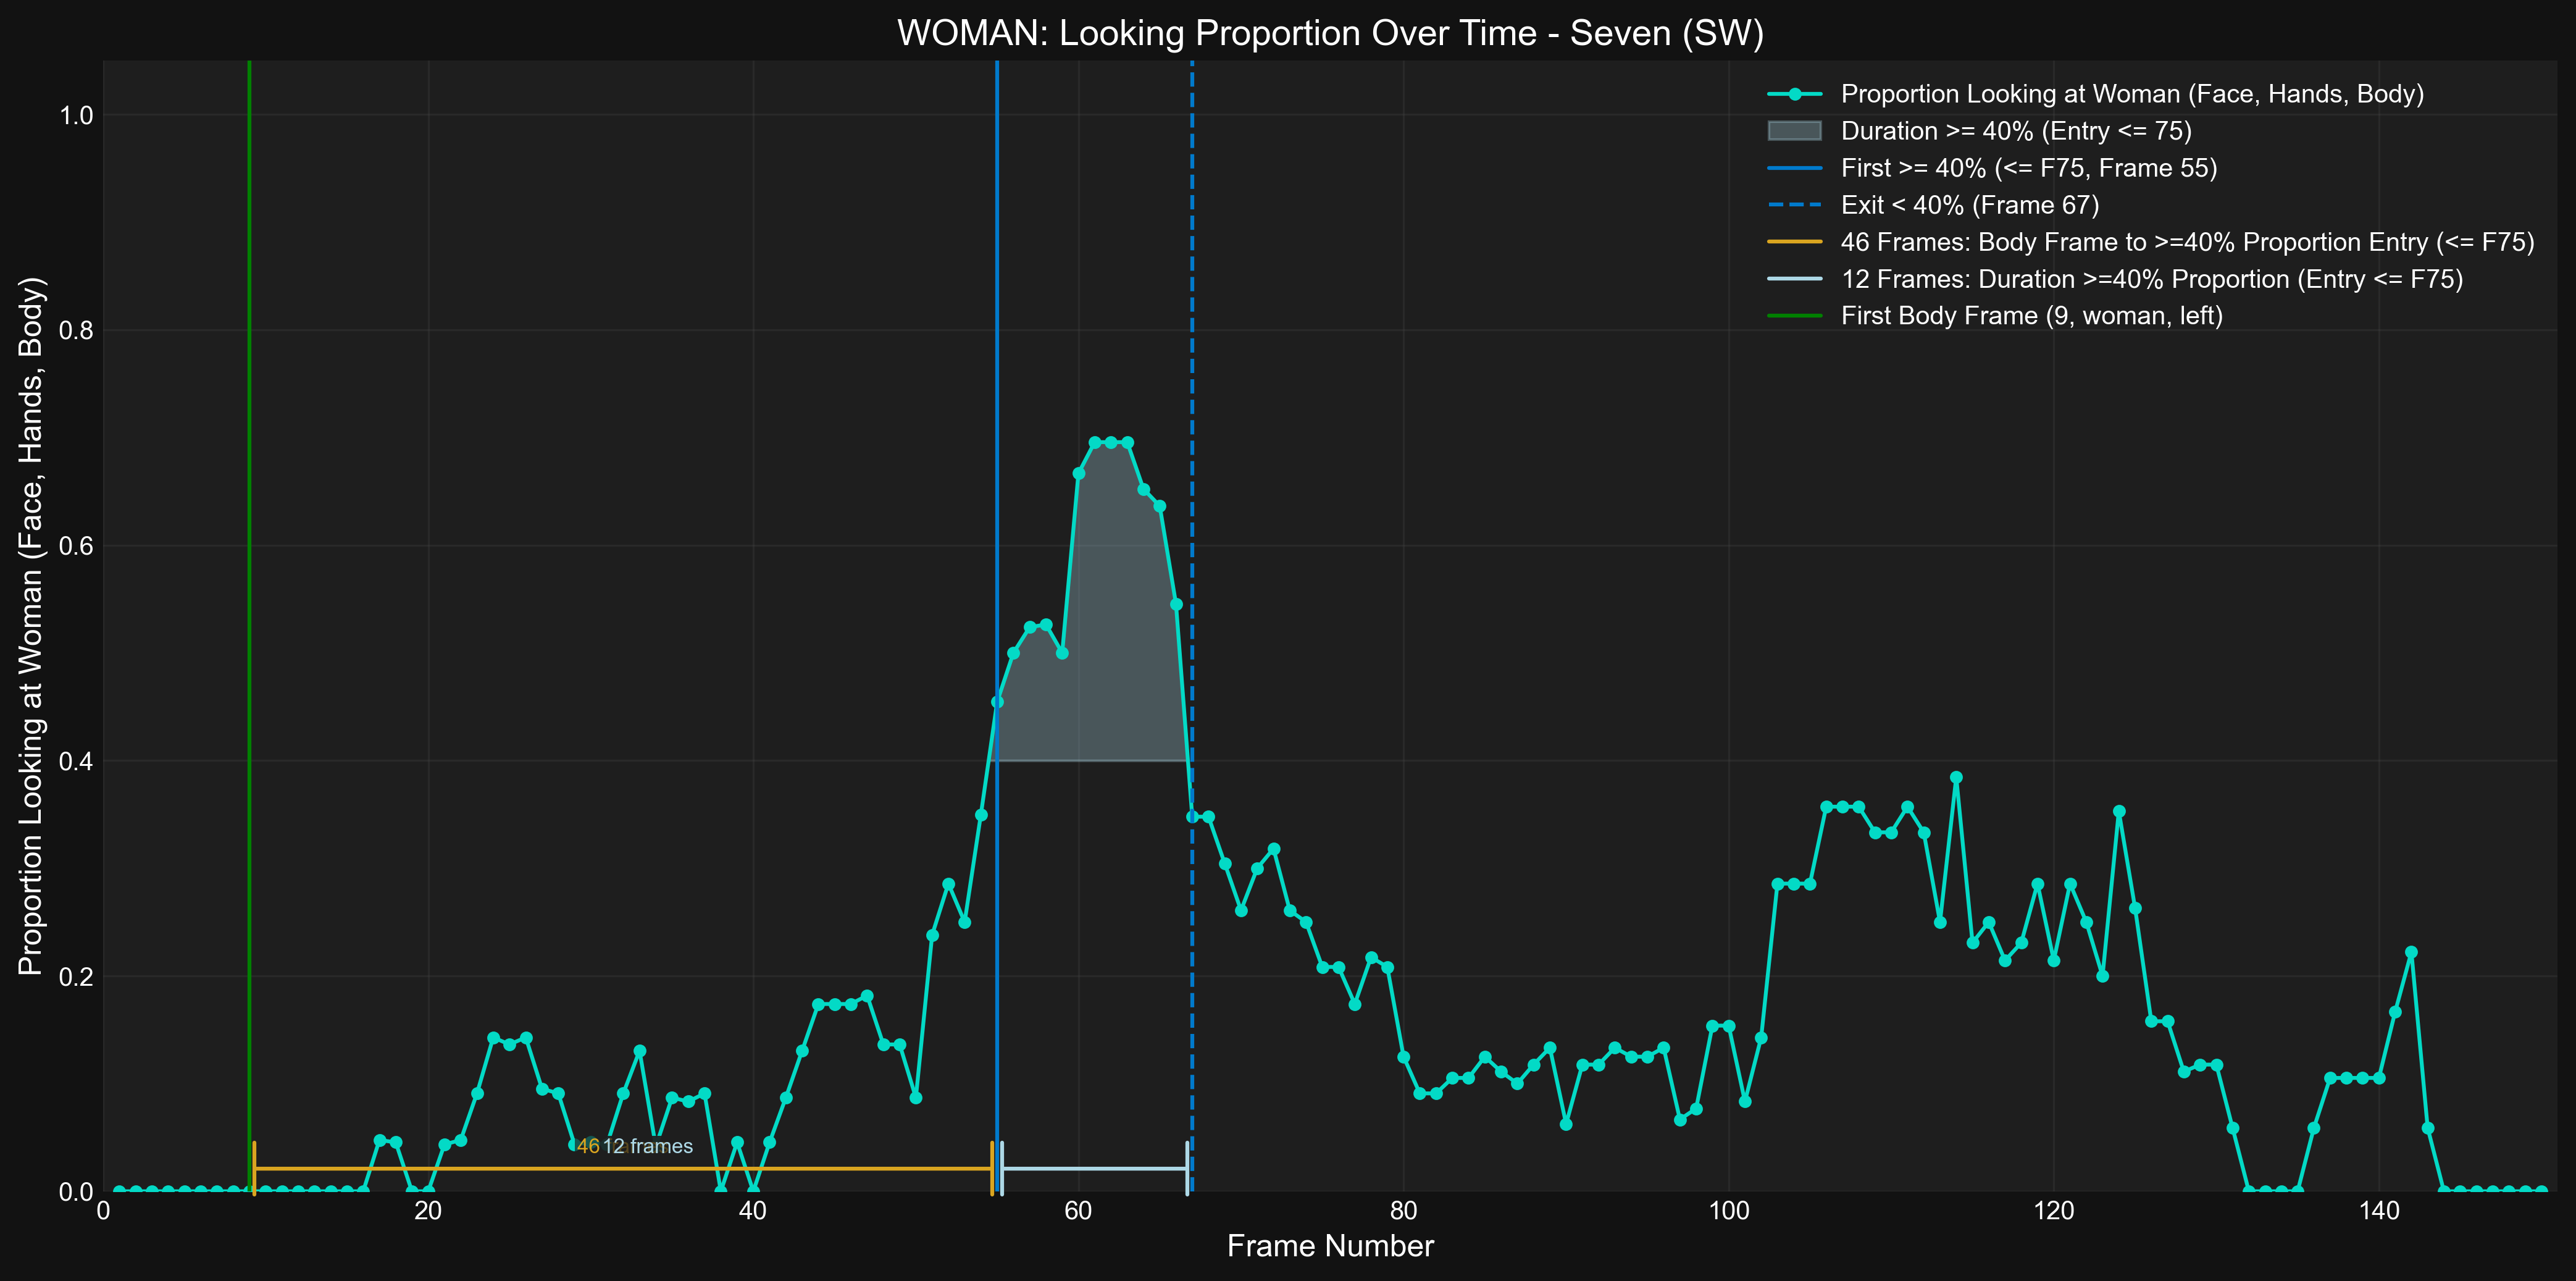 WOMAN: Looking Proportion Over Time - Seven (SW)
Proportion Looking at Woman (Face, Hands, Body)
1.0
0.8
0.6
0.4
0.2
0.0
Proportion Looking at Woman (Face, Hands, Body)
Duration >= 40% (Entry <= 75)
First >= 40% (<= F75, Frame 55)
Exit < 40% (Frame 67)
46 Frames: Body Frame to >=40% Proportion Entry (<= F75)
12 Frames: Duration >=40% Proportion (Entry <= F75)
First Body Frame (9, woman, left)
46
12 frames
0 20 40 60 80 100 120 140
Frame Number